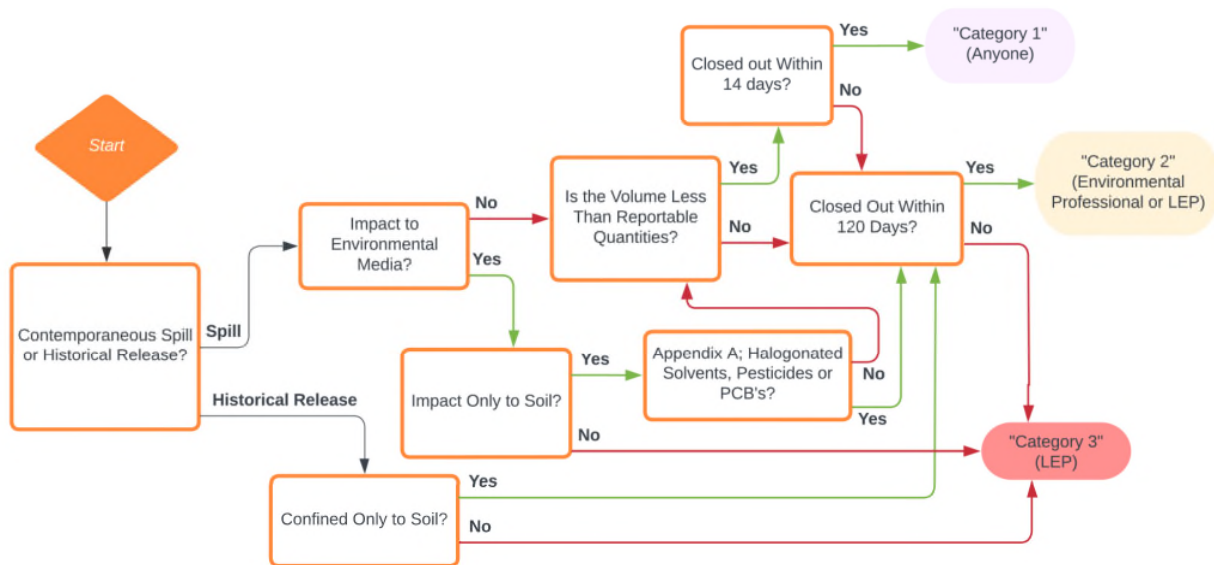 Start
Contemporaneous Spill
or Historical Release?
Spill
Historical Release
Impact to
Environmental
Media?
No
Yes
Impact Only to Soil?
Yes
No
Confined Only to Soil?
Yes
No
Is the Volume Less
Than Reportable
Quantities?
Yes
No
Appendix A; Halogonated
Solvents, Pesticides or
PCB's?
No
Yes
Closed out Within
14 days?
Yes
No
Closed Out Within
120 Days?
Yes
No
"Category 1"
(Anyone)
"Category 2"
(Environmental
Professional or LEP)
"Category 3"
(LEP)